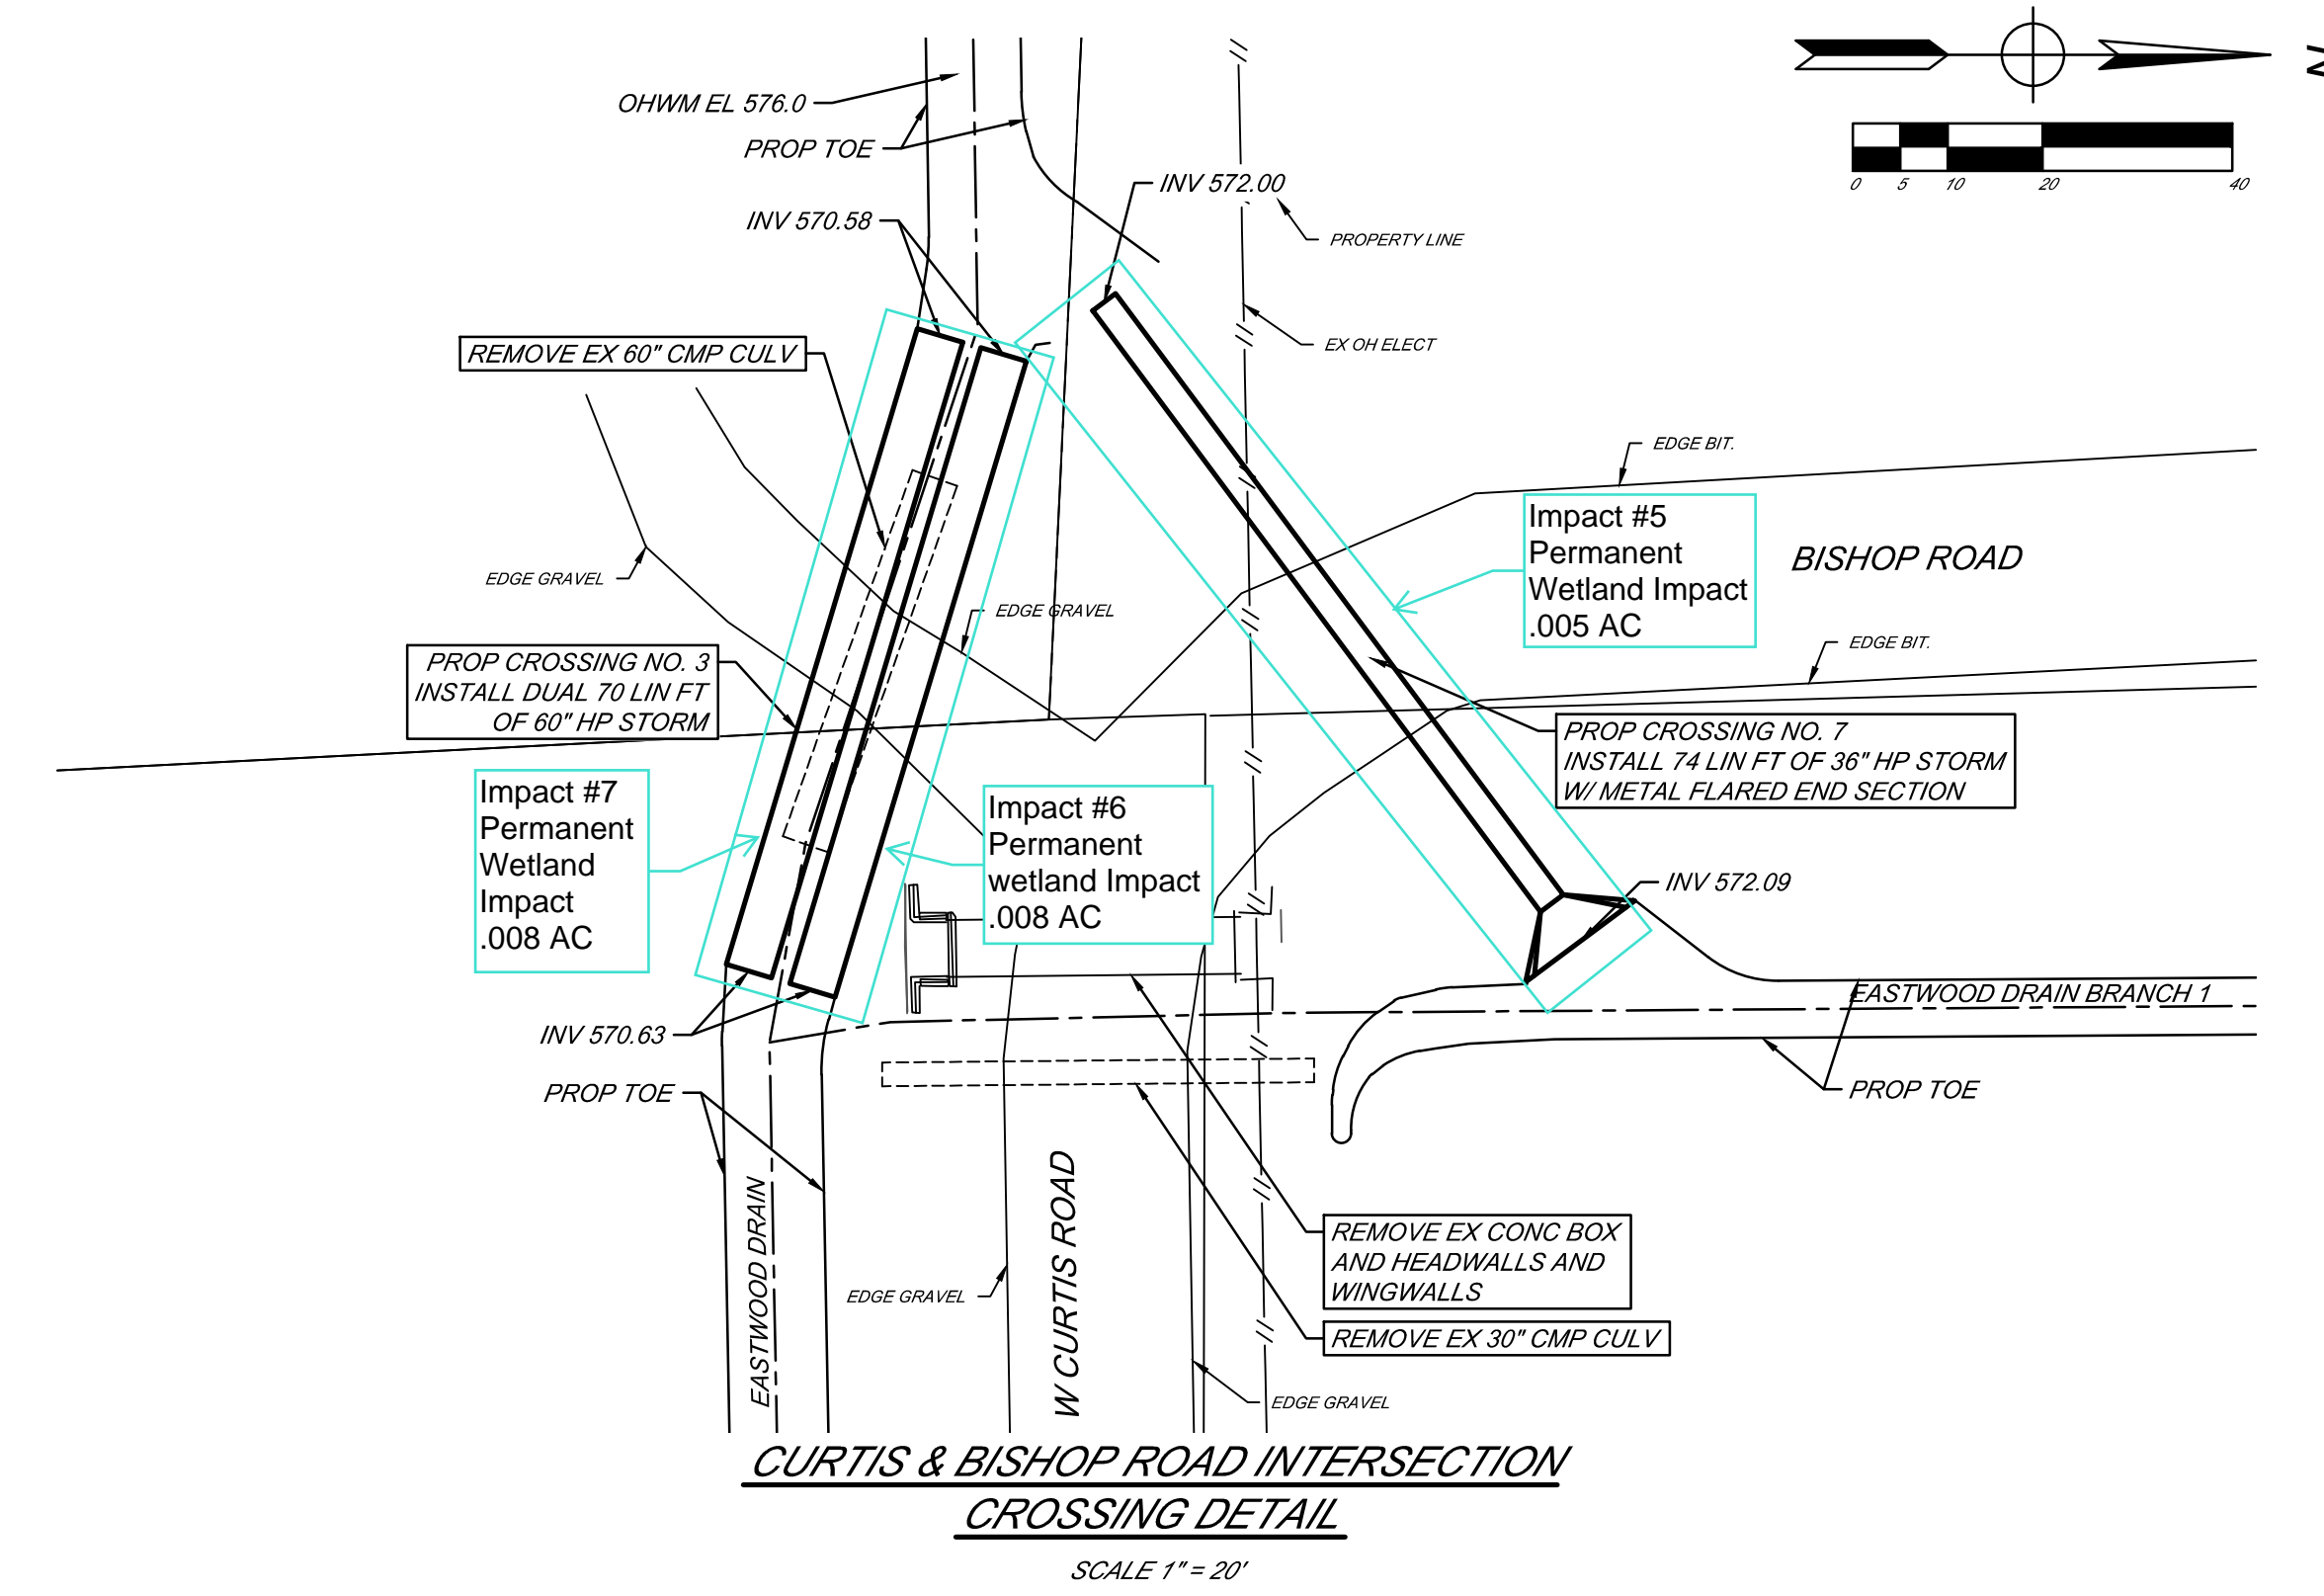 N
OHWM EL 576.0
PROP TOE
INV 572.00
0 5 10 20 40
INV 570.58
PROPERTY LINE
REMOVE EX 60" CMP CULV
EX OH ELECT
EDGE BIT.
Impact #5
Permanent
Wetland Impact
.005 AC
BISHOP ROAD
EDGE GRAVEL
EDGE GRAVEL
EDGE BIT.
PROP CROSSING NO. 3
INSTALL DUAL 70 LIN FT
OF 60" HP STORM
PROP CROSSING NO. 7
INSTALL 74 LIN FT OF 36" HP STORM
W/ METAL FLARED END SECTION
Impact #7
Permanent
Wetland
Impact
.008 AC
Impact #6
Permanent
wetland Impact
.008 AC
INV 572.09
EASTWOOD DRAIN BRANCH 1
INV 570.63
PROP TOE
PROP TOE
EASTWOOD DRAIN
W CURTIS ROAD
REMOVE EX CONC BOX
AND HEADWALLS AND
WINGWALLS
EDGE GRAVEL
REMOVE EX 30" CMP CULV
EDGE GRAVEL
CURTIS & BISHOP ROAD INTERSECTION
CROSSING DETAIL
SCALE 1" = 20'